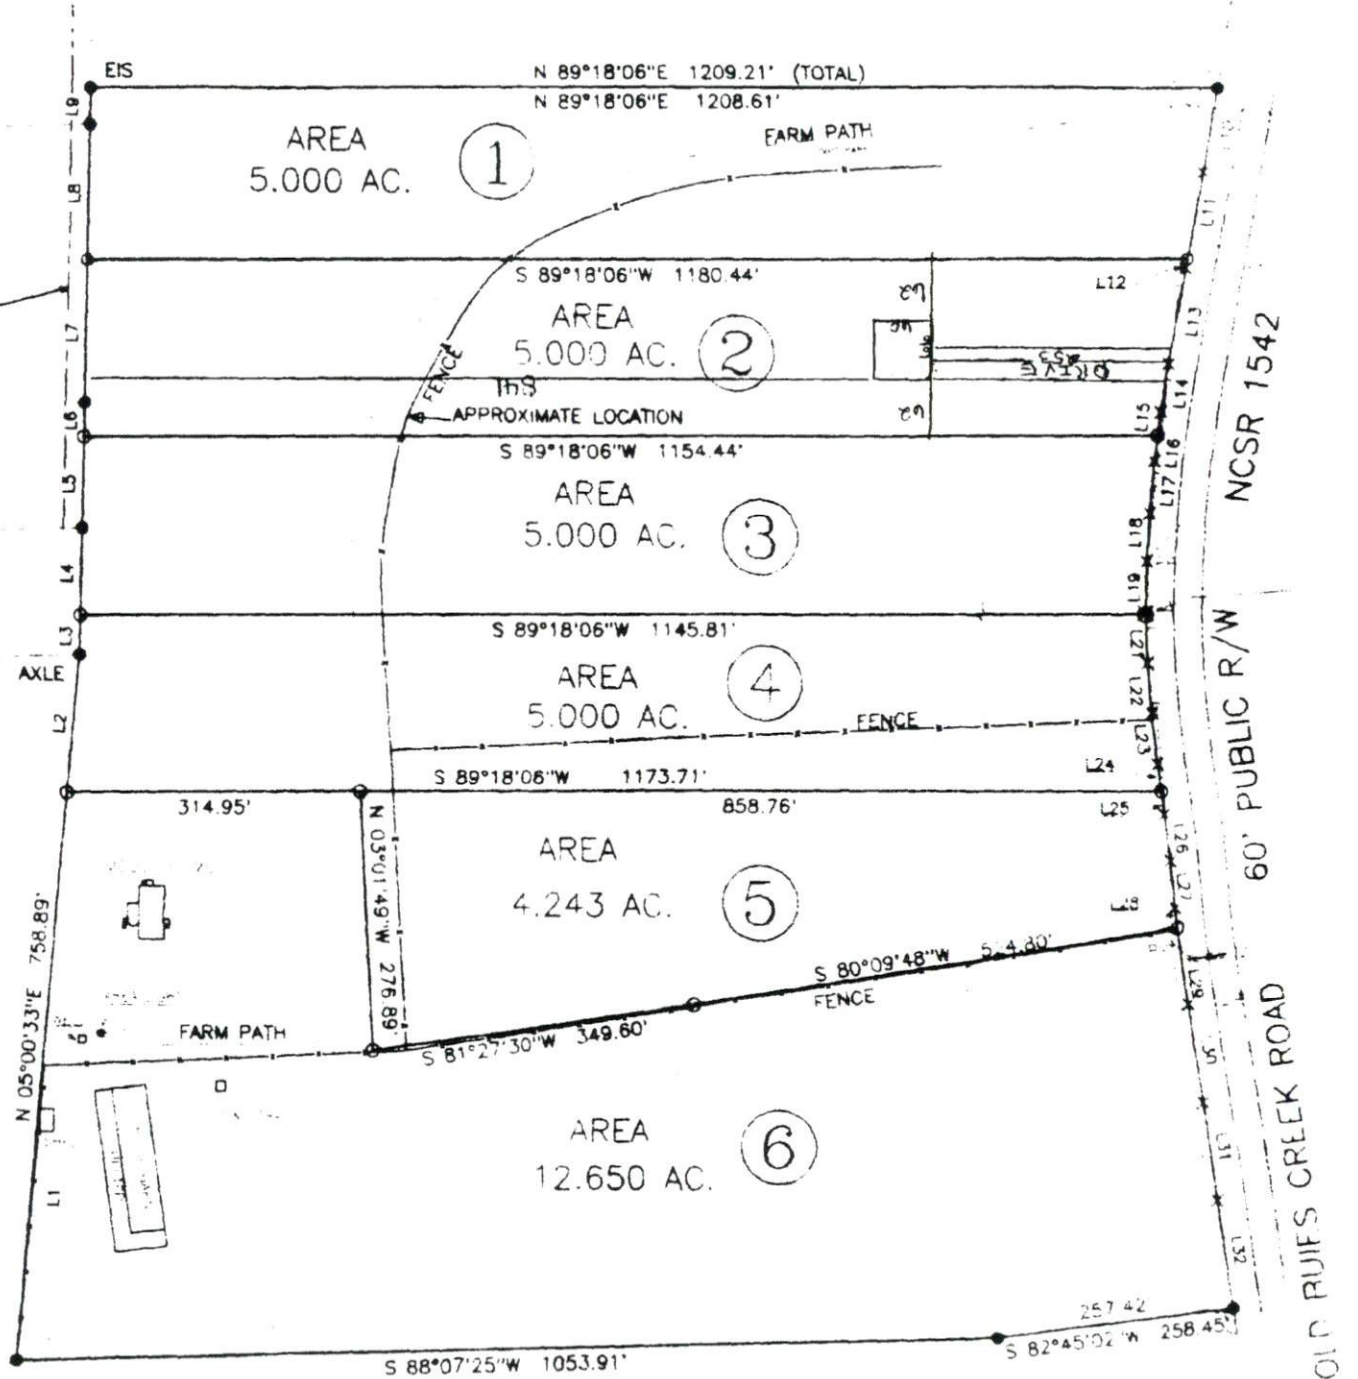 EIS
N 89°18'06"E 1209.21' (TOTAL)
N 89°18'06"E 1208.61'
L9
AREA
5.000 AC.
1
FARM PATH
L8
L11
S 89°18'06"W 1180.44'
L12
L13
L7
AREA
5.000 AC.
2
62
DRIVE
453
FENCE
841
L14
APPROXIMATE LOCATION
62
L15
L6
S 89°18'06"W 1154.44'
L16
L17
NCSR 1542
L5
AREA
5.000 AC.
3
L18
L4
L19
S 89°18'06"W 1145.81'
L3
L21
AXLE
AREA
5.000 AC.
4
L22
L2
FENCE
L23
S 89°18'06"W 1173.71'
L24
314.95'
858.76'
L25
60' PUBLIC R/W
N 03°01'49"W 276.89'
AREA
4.243 AC.
5
L26
L27
L28
N 05°00'33"E 758.89'
S 80°09'48"W
FENCE
L29
FARM PATH
S 81°27'30"W 349.60'
AREA
12.650 AC.
6
L31
L1
L32
OLD BUIES CREEK ROAD
257.42
S 82°45'02"W 258.45'
S 88°07'25"W 1053.91'